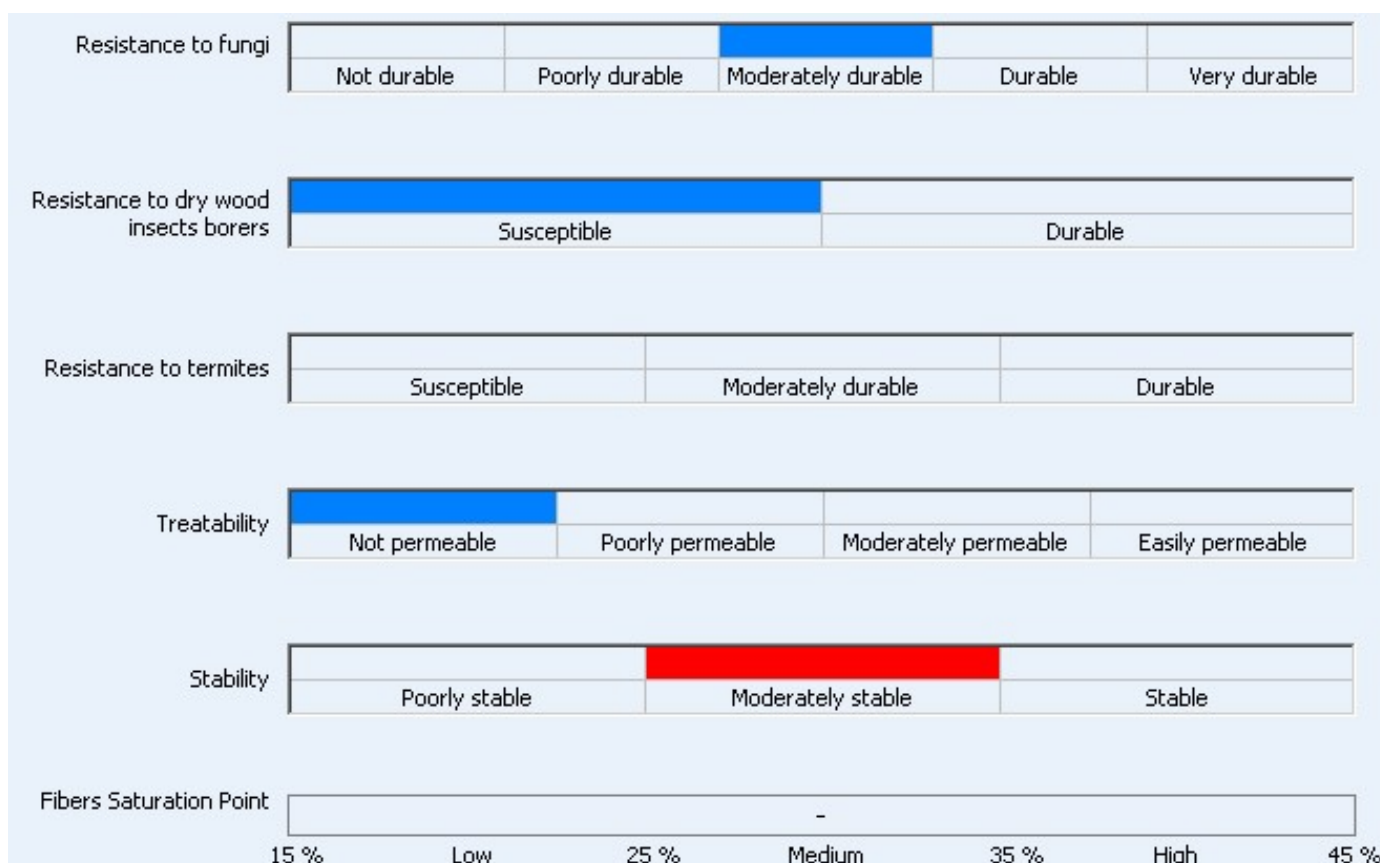 Resistance to fungi
Not durable Poorly durable Moderately durable Durable Very durable
Resistance to dry wood
insects borers
Susceptible Durable
Resistance to termites
Susceptible Moderately durable Durable
Treatability
Not permeable Poorly permeable Moderately permeable Easily permeable
Stability
Poorly stable Moderately stable Stable
Fibers Saturation Point
-
15 % Low 25 % Medium 35 % High 45 %